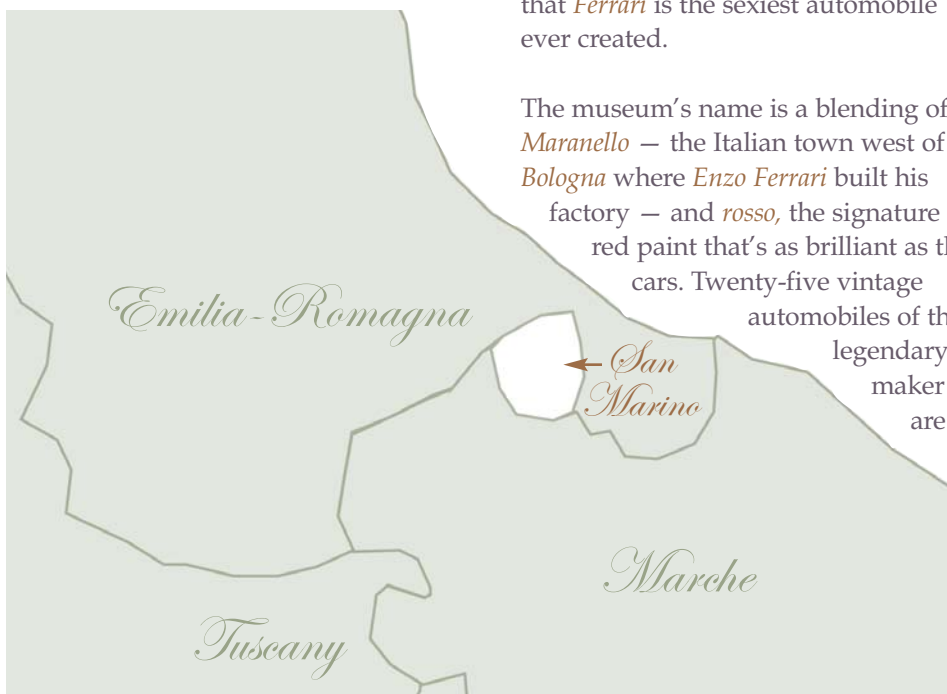 that Ferrari is the sexiest automobile
ever created.
The museum’s name is a blending of
Maranello — the Italian town west of
Bologna where Enzo Ferrari built his
factory — and rosso, the signature
red paint that's as brilliant as
cars. Twenty-five vintage
automobiles of
legendary
maker
are
Emilia-Romagna
San
Marino
Marche
Tuscany